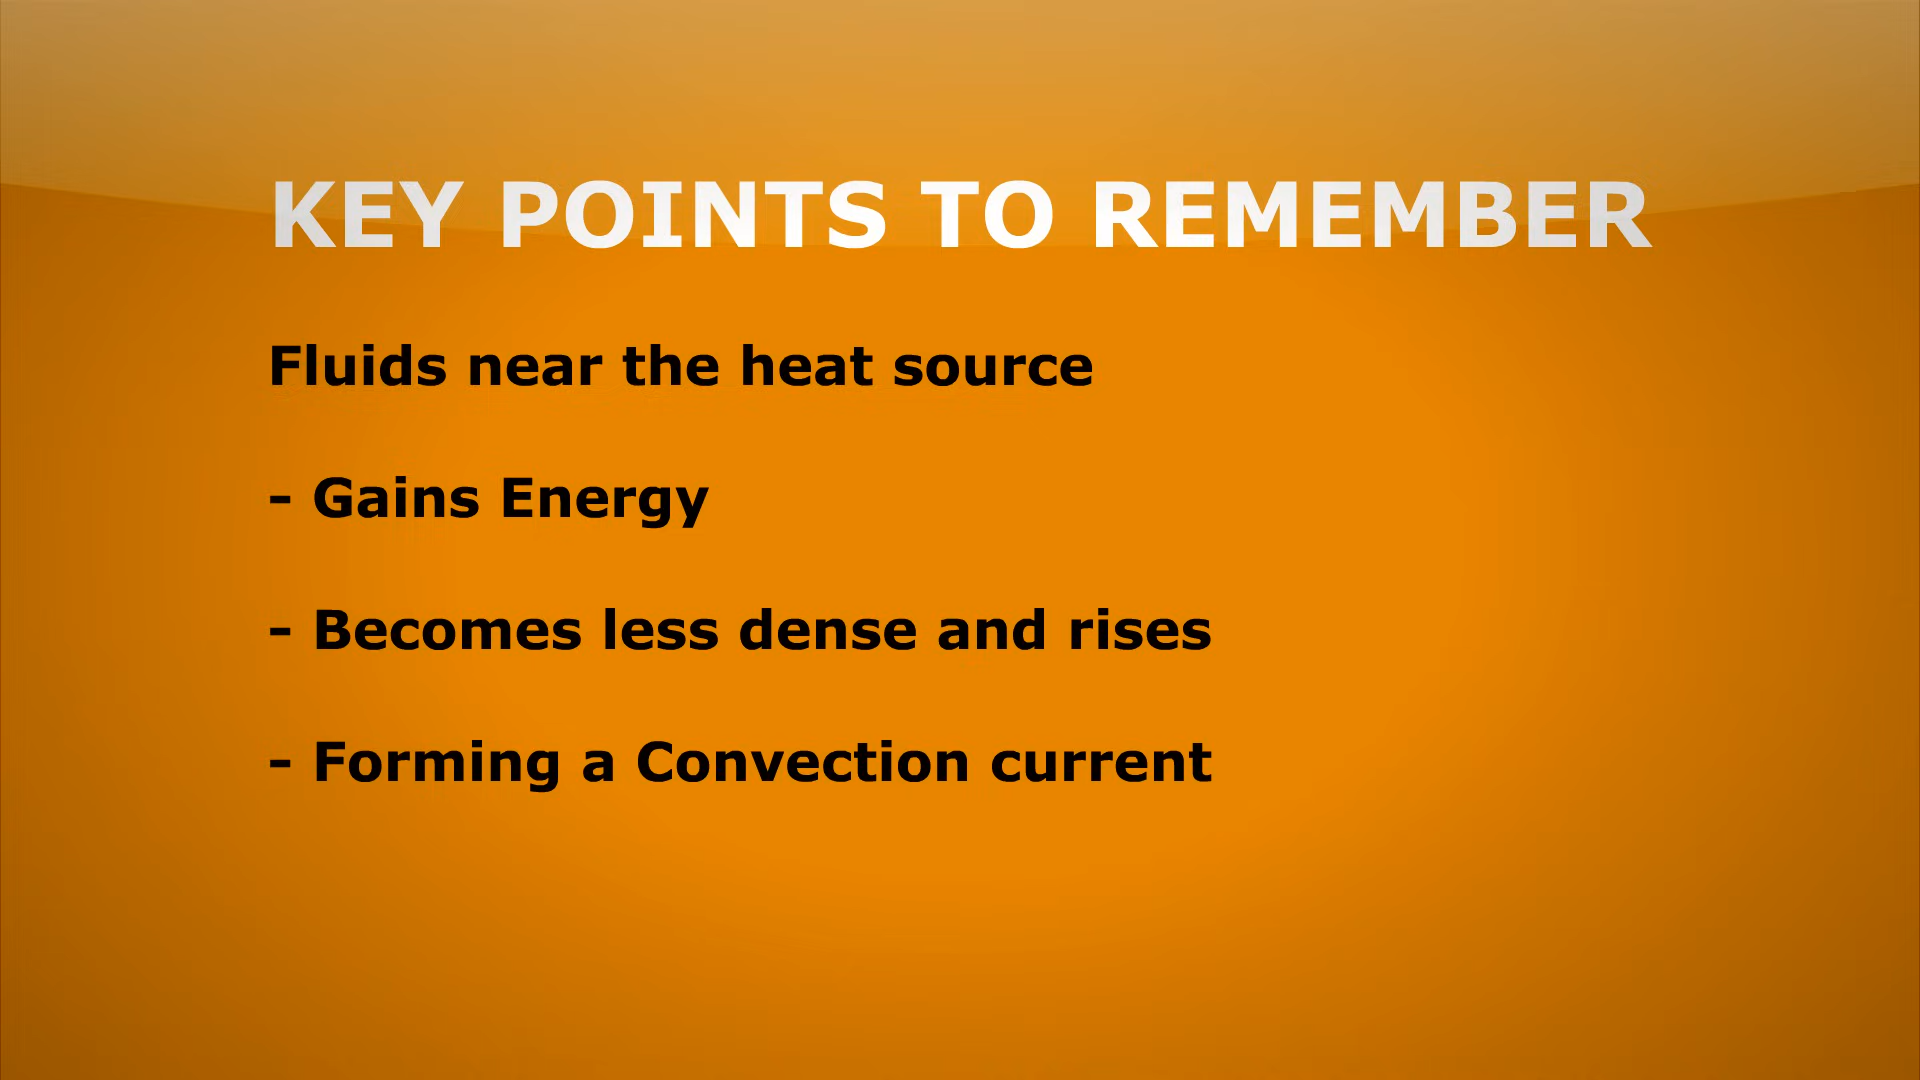 KEY POINTS TO REMEMBER
Fluids near the heat source
- Gains Energy
- Becomes less dense and rises
- Forming a Convection current